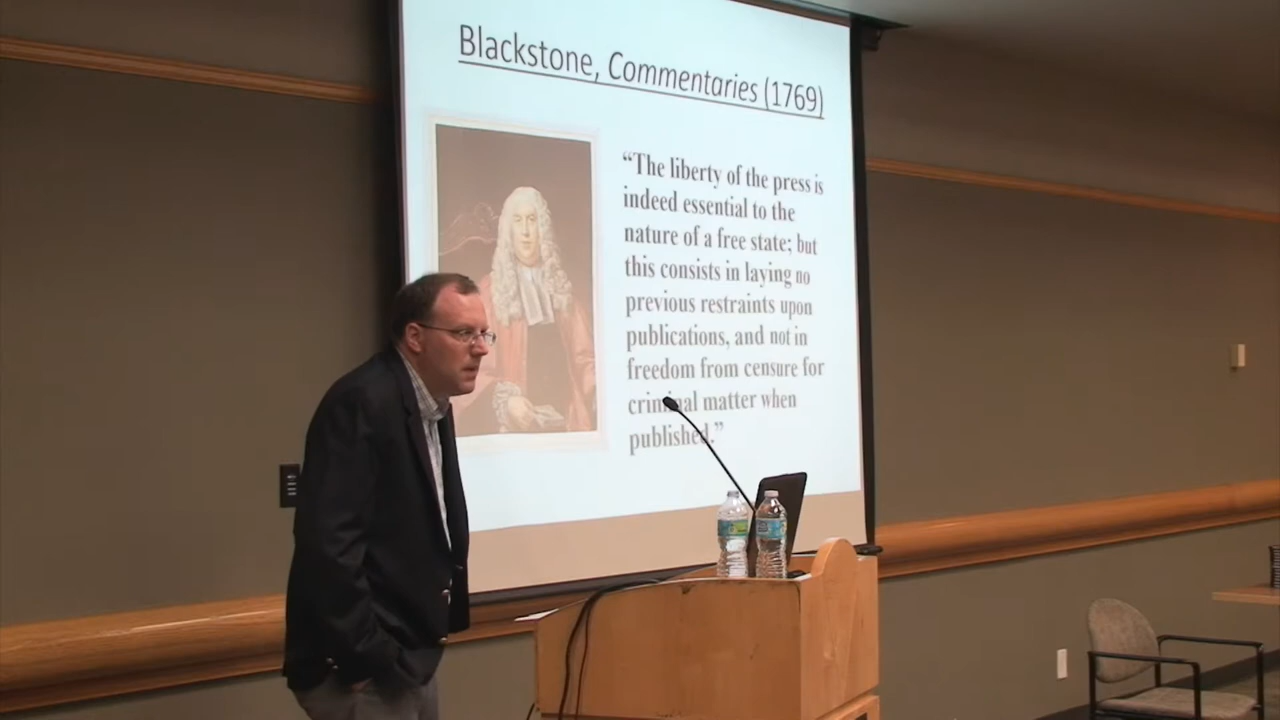 Blackstone, Commentaries (1769)
“The liberty of the press is
indeed essential to the
nature of a free state; but
this consists in laying no
previous restraints upon
publications, and not in
freedom from censure for
criminal matter when
published.”